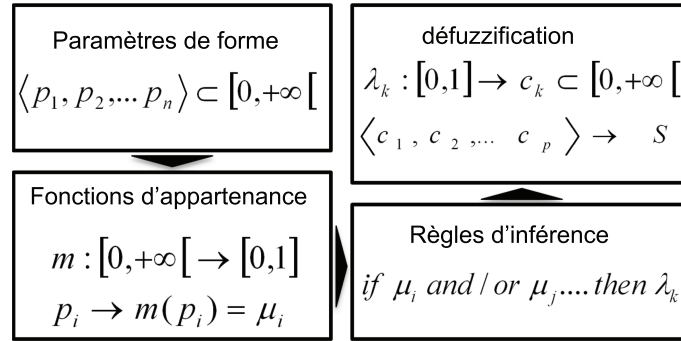 Paramètres de forme
⟨p₁, p₂,... pₙ⟩ ⊂ [0,+∞[
Fonctions d’appartenance
m : [0,+∞[ → [0,1]
pᵢ → m(pᵢ) = μᵢ
Règles d’inférence
if μᵢ and / or μⱼ.... then λₖ
défuzzification
λₖ : [0,1] → cₖ ⊂ [0,+∞[
⟨c₁ , c₂ ,... cₚ⟩ → S